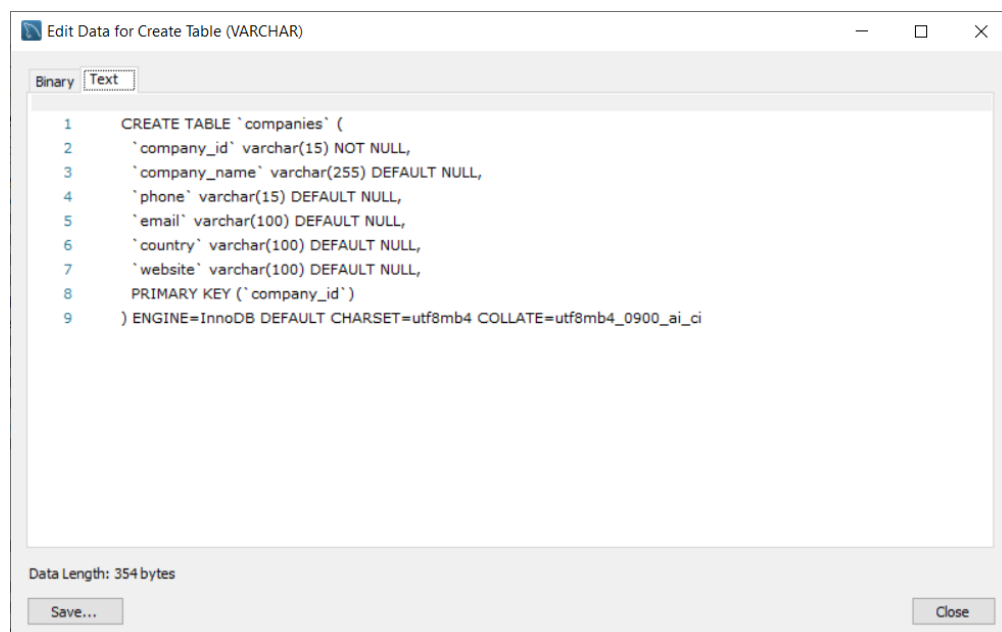 Edit Data for Create Table (VARCHAR)
Binary Text
1 CREATE TABLE `companies` (
2 `company_id` varchar(15) NOT NULL,
3 `company_name` varchar(255) DEFAULT NULL,
4 `phone` varchar(15) DEFAULT NULL,
5 `email` varchar(100) DEFAULT NULL,
6 `country` varchar(100) DEFAULT NULL,
7 `website` varchar(100) DEFAULT NULL,
8 PRIMARY KEY (`company_id`)
9 ) ENGINE=InnoDB DEFAULT CHARSET=utf8mb4 COLLATE=utf8mb4_0900_ai_ci
Data Length: 354 bytes
Save... Close